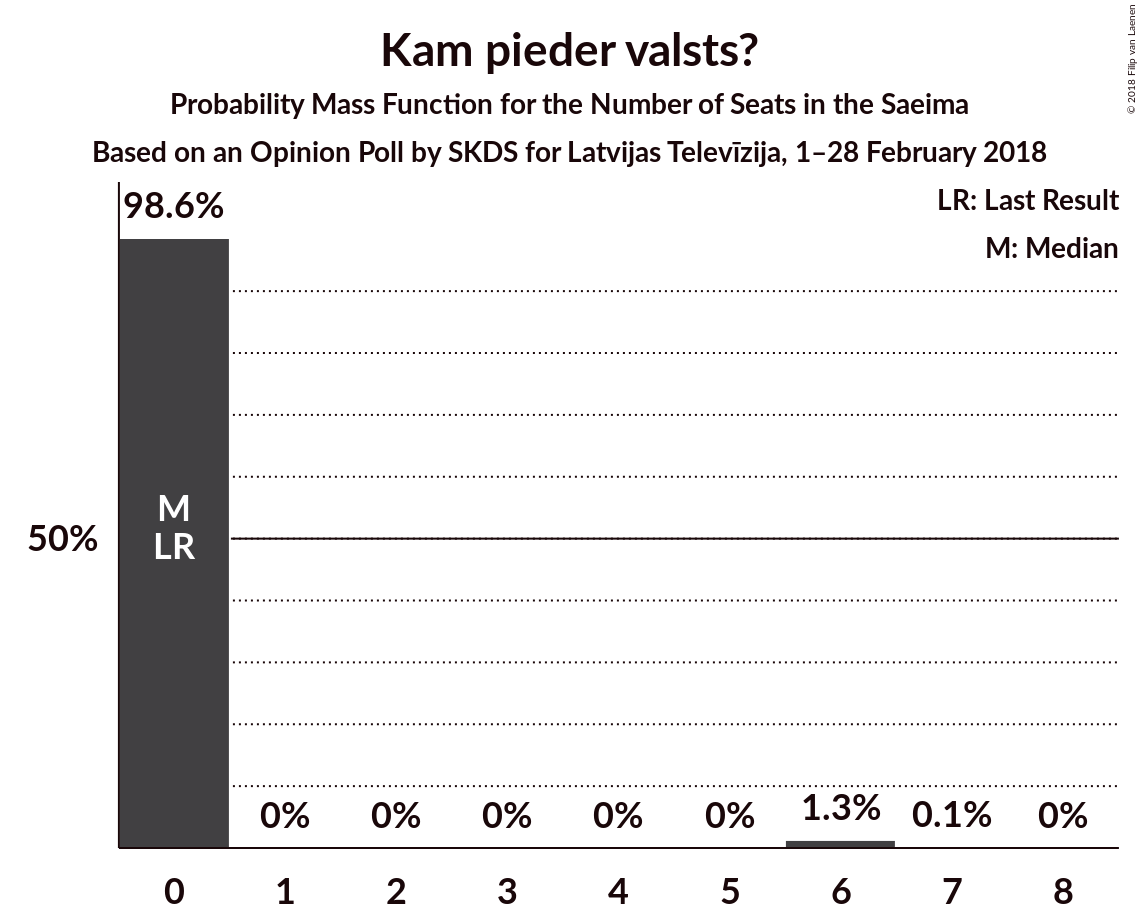 Kam pieder valsts?
Probability Mass Function for the Number of Seats in the Saeima
Based on an Opinion Poll by SKDS for Latvijas Televīzija, 1–28 February 2018
© 2018 Filip van Laenen
LR: Last Result
M: Median
98.6%
M
LR
50%
0% 0% 0% 0% 0% 1.3% 0.1% 0%
0 1 2 3 4 5 6 7 8